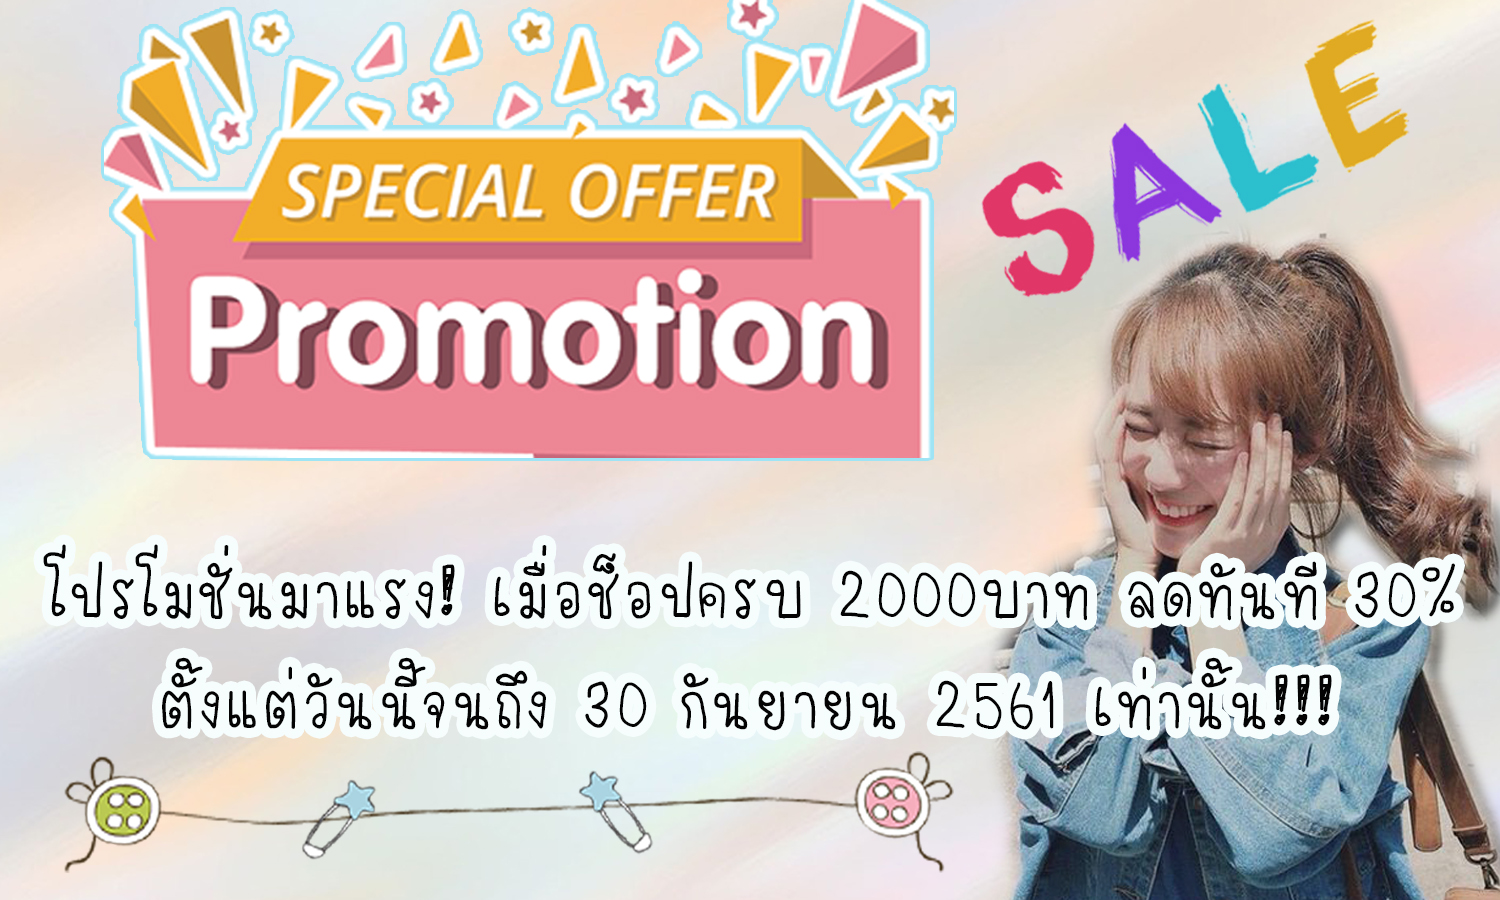 SPECIAL OFFER
Promotion
SALE
โปรโมชั่นมาแรง! เมื่อช็อปครบ 2000บาท ลดทันที 30%
ตั้งแต่วันนี้จนถึง 30 กันยายน 2561 เท่านั้น!!!